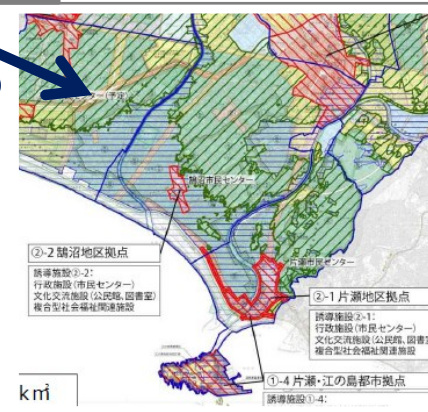 ター(予定)
鵠沼市民センター
②-2 鵠沼地区拠点
誘導施設②-2:
行政施設(市民センター)
文化交流施設(公民館、図書室)
複合型社会福祉関連施設
片瀬市民センター
②-1 片瀬地区拠点
誘導施設②-1:
行政施設(市民センター)
文化交流施設(公民館、図書室)
複合型社会福祉関連施設
①-4 片瀬・江の島都市拠点
誘導施設①-4:
k㎡